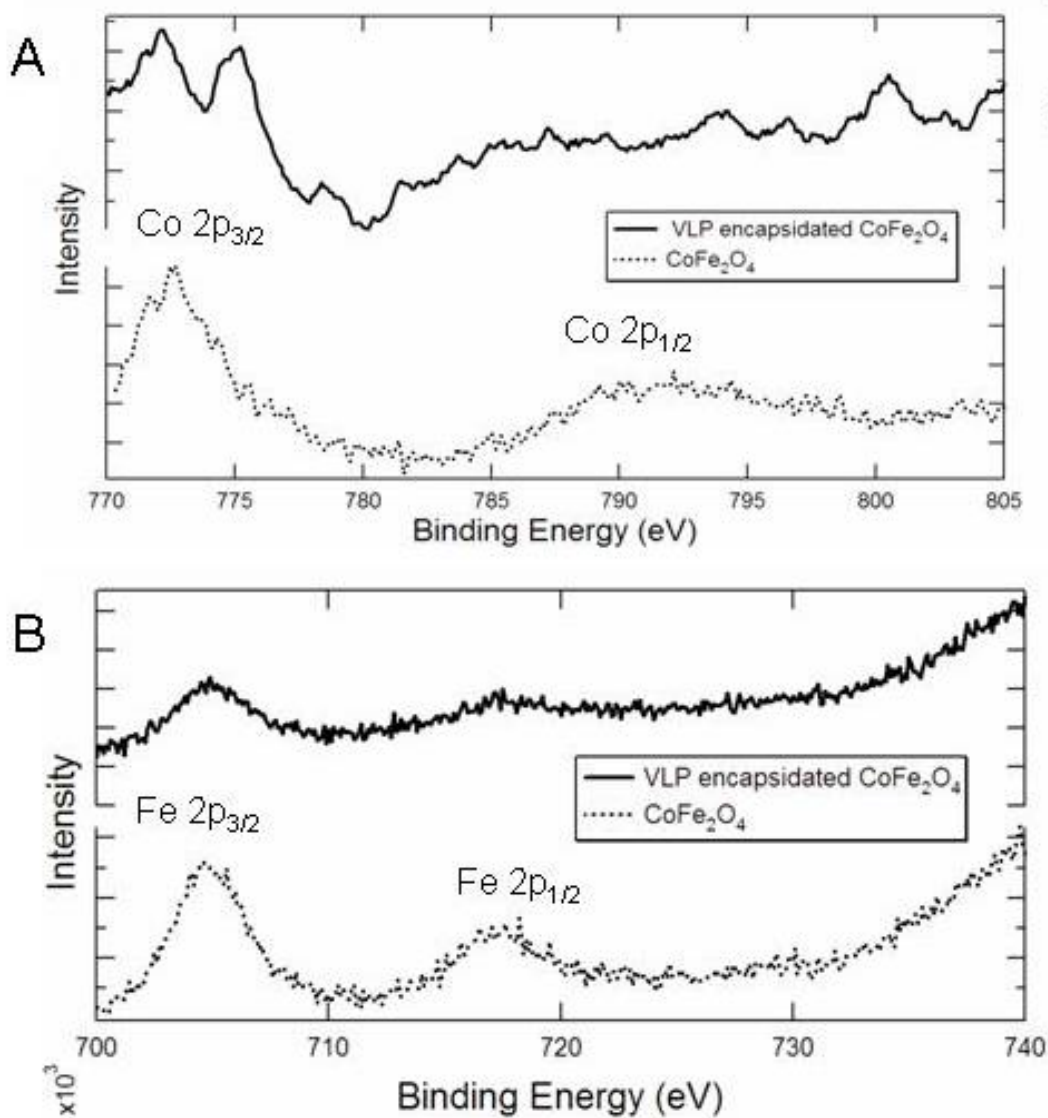 A
Intensity
Co 2p3/2
VLP encapsidated CoFe2O4
CoFe2O4
Co 2p1/2
770 775 780 785 790 795 800 805
Binding Energy (eV)
B
Intensity
VLP encapsidated CoFe2O4
CoFe2O4
Fe 2p3/2
Fe 2p1/2
700 710 720 730 740
x10³
Binding Energy (eV)